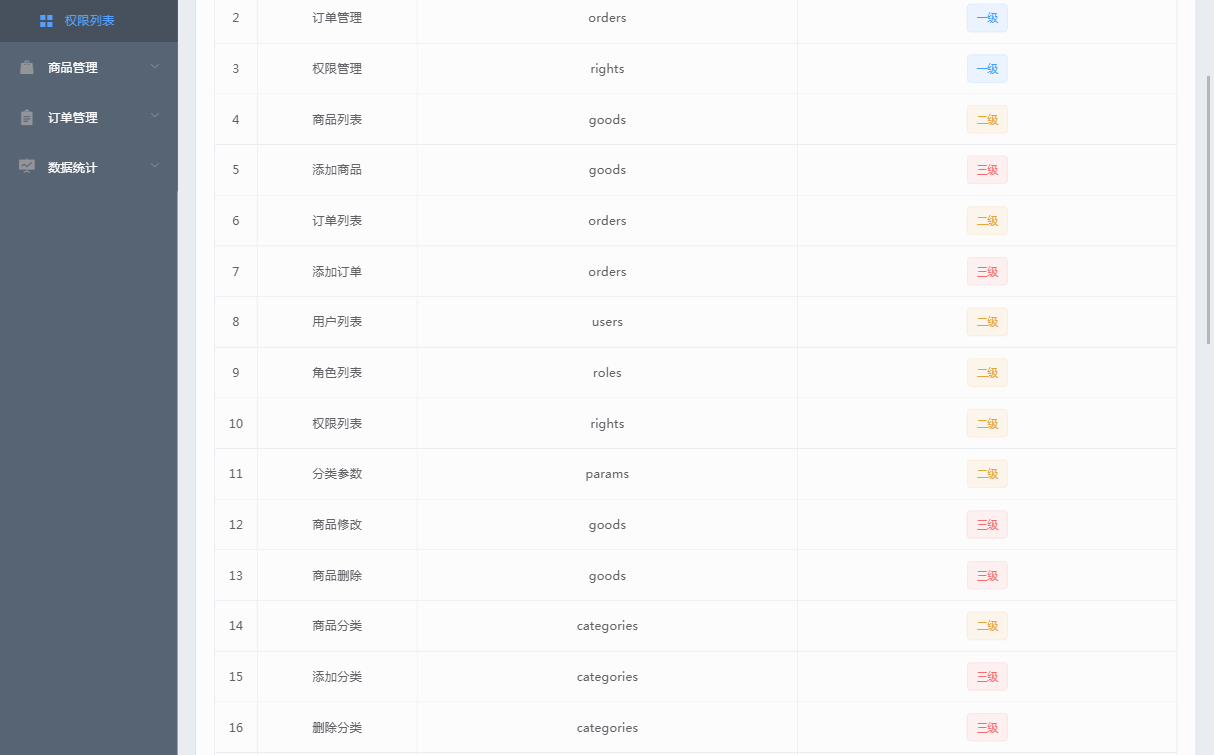 权限列表
商品管理
订单管理
数据统计
2 订单管理 orders 一级
3 权限管理 rights 一级
4 商品列表 goods 二级
5 添加商品 goods 三级
6 订单列表 orders 二级
7 添加订单 orders 三级
8 用户列表 users 二级
9 角色列表 roles 二级
10 权限列表 rights 二级
11 分类参数 params 二级
12 商品修改 goods 三级
13 商品删除 goods 三级
14 商品分类 categories 二级
15 添加分类 categories 三级
16 删除分类 categories 三级